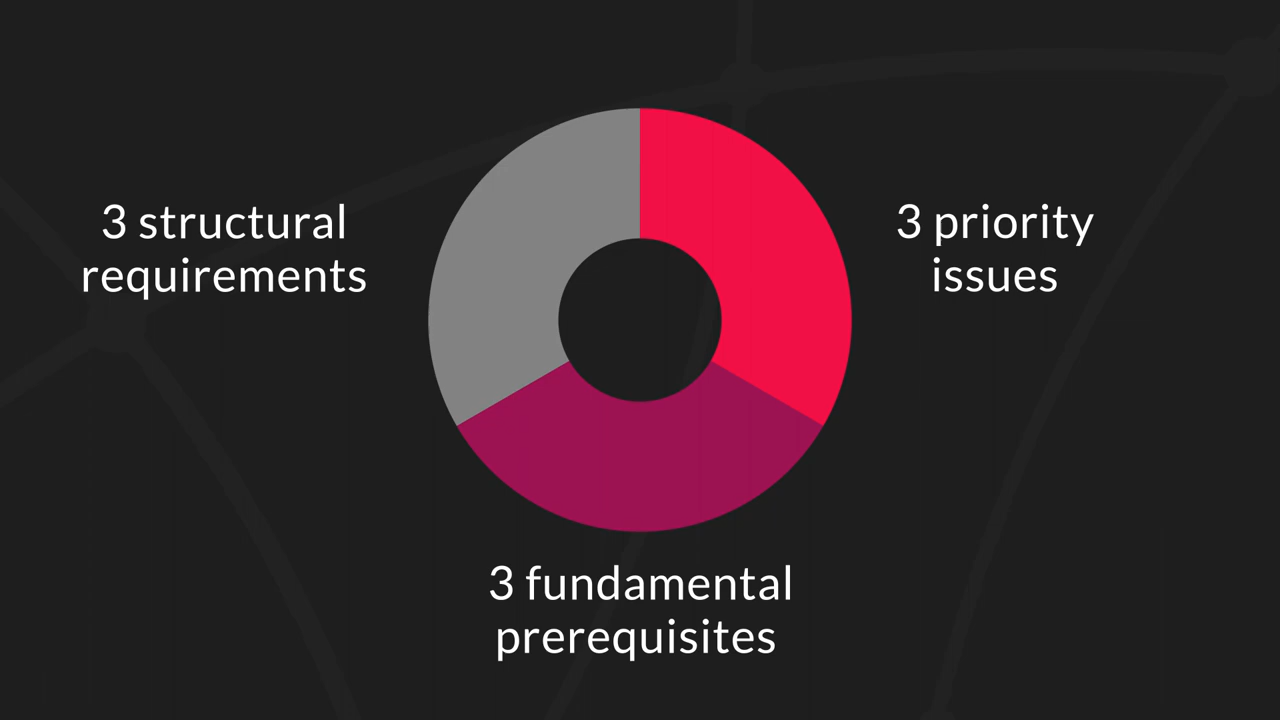 3 structural
requirements
3 priority
issues
3 fundamental
prerequisites